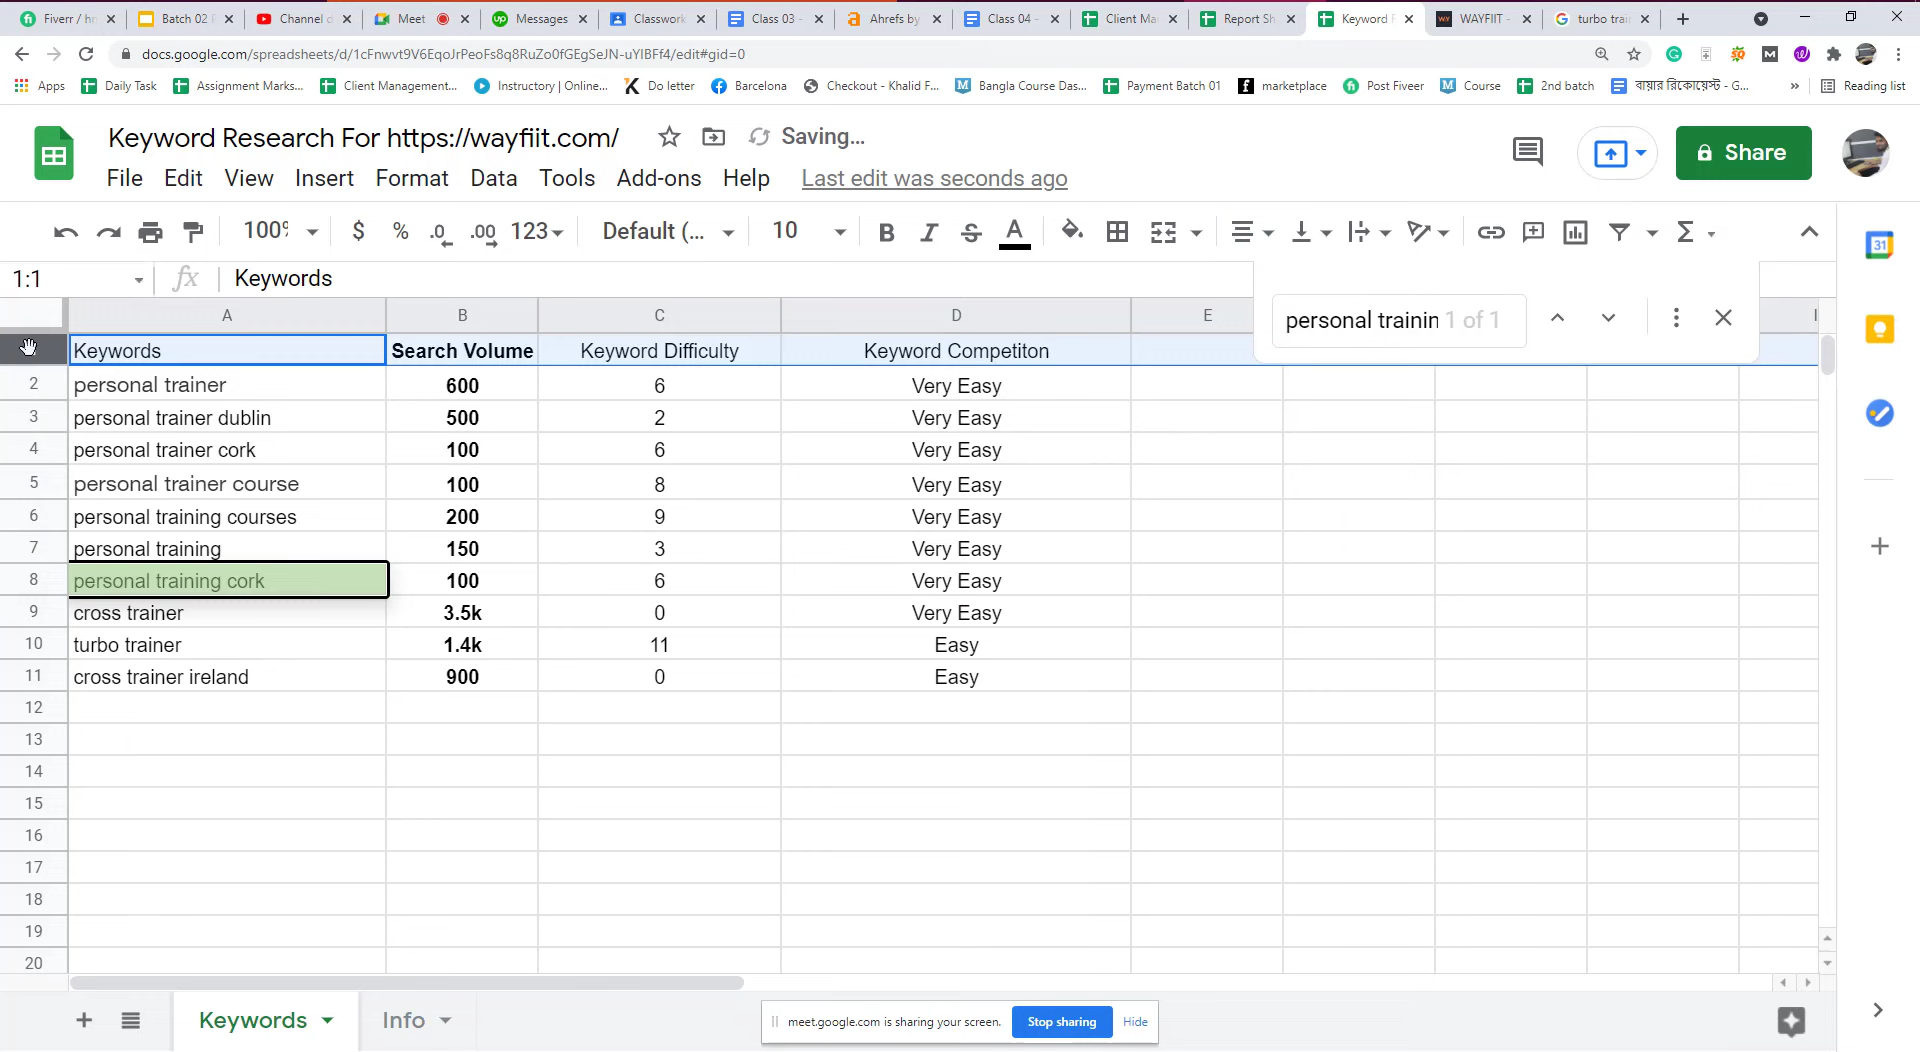 Fiverr / hr
Batch 02 P
Channel d
Meet
Messages
Classwork
Class 03 -
Ahrefs by
Class 04 -
Client Ma
Report Sh
Keyword F
WAYFIIT -
turbo trai
docs.google.com/spreadsheets/d/1cFnwvt9V6EqoJrPeoFs8q8RuZo0fGEgSeJN-uYIBFf4/edit#gid=0
Apps
Daily Task
Assignment Marks...
Client Management...
Instructory | Online...
Do letter
Barcelona
Checkout - Khalid F...
Bangla Course Das...
Payment Batch 01
marketplace
Post Fiveer
Course
2nd batch
বায়ার রিকোয়েস্ট - G...
»
Reading list
Keyword Research For https://wayfiit.com/
Saving...
Share
File Edit View Insert Format Data Tools Add-ons Help Last edit was seconds ago
100% $ % .0 .00 123 Default (... 10 B I S A Σ
31
1:1 fx Keywords
personal trainin 1 of 1
A B C D E I
Keywords Search Volume Keyword Difficulty Keyword Competiton
2 personal trainer 600 6 Very Easy
3 personal trainer dublin 500 2 Very Easy
4 personal trainer cork 100 6 Very Easy
5 personal trainer course 100 8 Very Easy
6 personal training courses 200 9 Very Easy
7 personal training 150 3 Very Easy
8 personal training cork 100 6 Very Easy
9 cross trainer 3.5k 0 Very Easy
10 turbo trainer 1.4k 11 Easy
11 cross trainer ireland 900 0 Easy
12
13
14
15
16
17
18
19
20
Keywords
Info
meet.google.com is sharing your screen.
Stop sharing
Hide